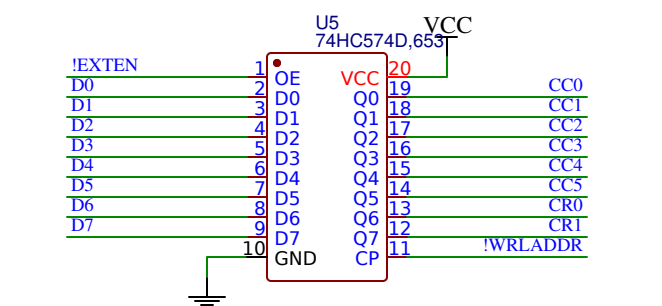 U5
VCC
74HC574D,653
!EXTEN 1 OE VCC 20
D0 2 D0 Q0 19 CC0
D1 3 D1 Q1 18 CC1
D2 4 D2 Q2 17 CC2
D3 5 D3 Q3 16 CC3
D4 6 D4 Q4 15 CC4
D5 7 D5 Q5 14 CC5
D6 8 D6 Q6 13 CR0
D7 9 D7 Q7 12 CR1
10 GND CP 11 !WRLADDR